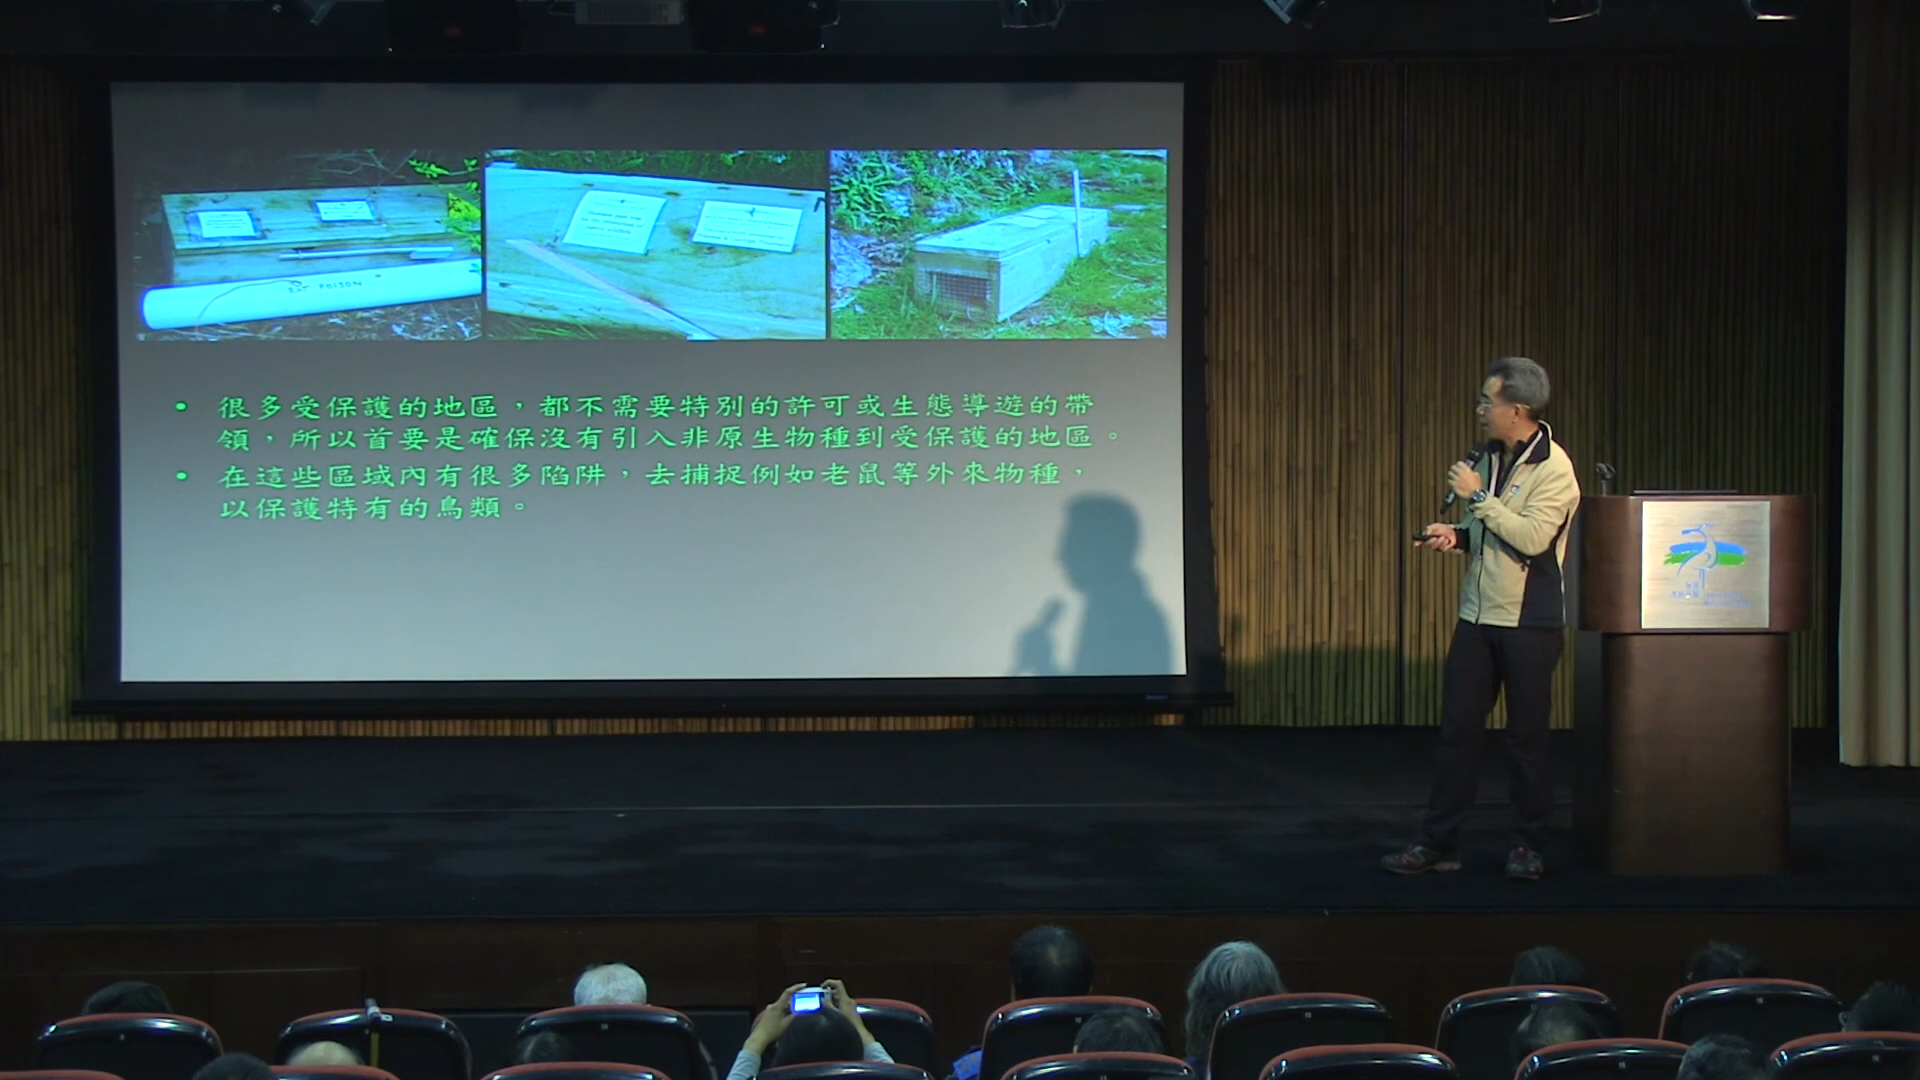 RAT POISON
很多受保護的地區，都不需要特別的許可或生態導遊的帶
領，所以首要是確保沒有引入非原生物種到受保護的地區。
在這些區域內有很多陷阱，去捕捉例如老鼠等外來物種，
以保護特有的鳥類。